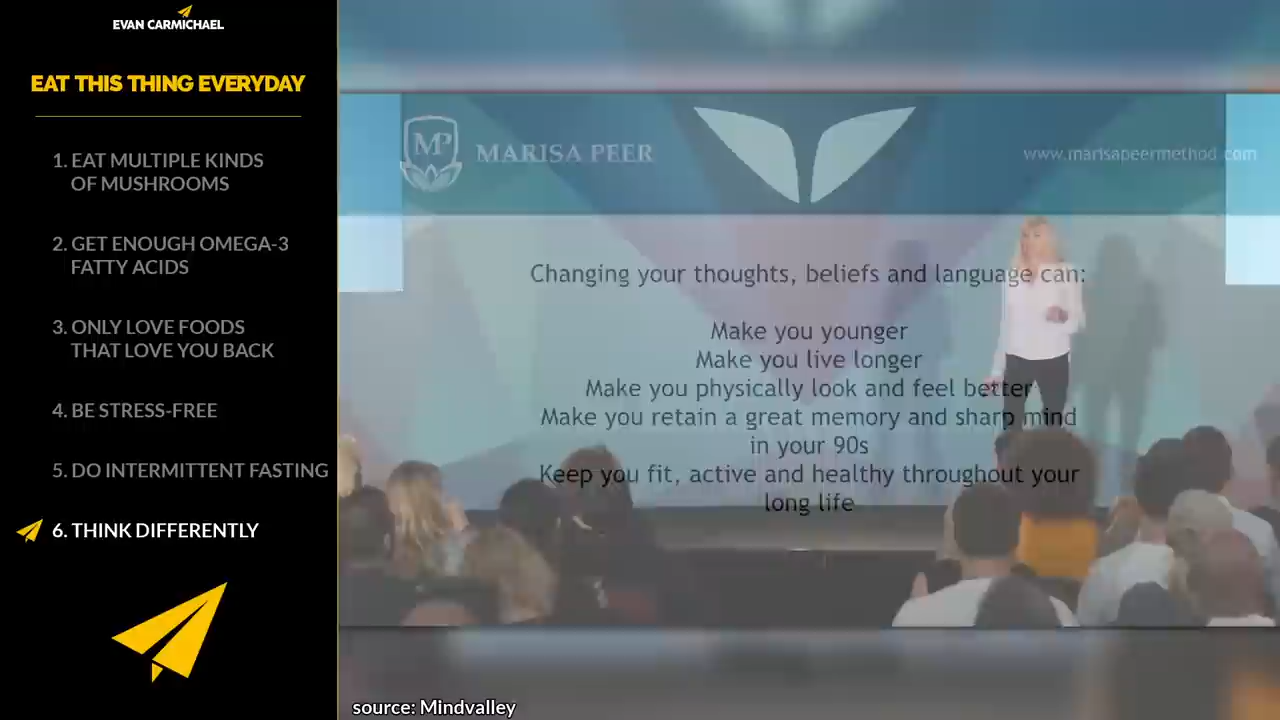 EVAN CARMICHAEL
EAT THIS THING EVERYDAY
1. EAT MULTIPLE KINDS
OF MUSHROOMS
2. GET ENOUGH OMEGA-3
FATTY ACIDS
3. ONLY LOVE FOODS
THAT LOVE YOU BACK
4. BE STRESS-FREE
5. DO INTERMITTENT FASTING
6. THINK DIFFERENTLY
MP
MARISA PEER
www.marisapeermethod.com
Changing your thoughts, beliefs and language can:
Make you younger
Make you live longer
Make you physically look and feel better
Make you retain a great memory and sharp mind
in your 90s
Keep you fit, active and healthy throughout your
long life
source: Mindvalley